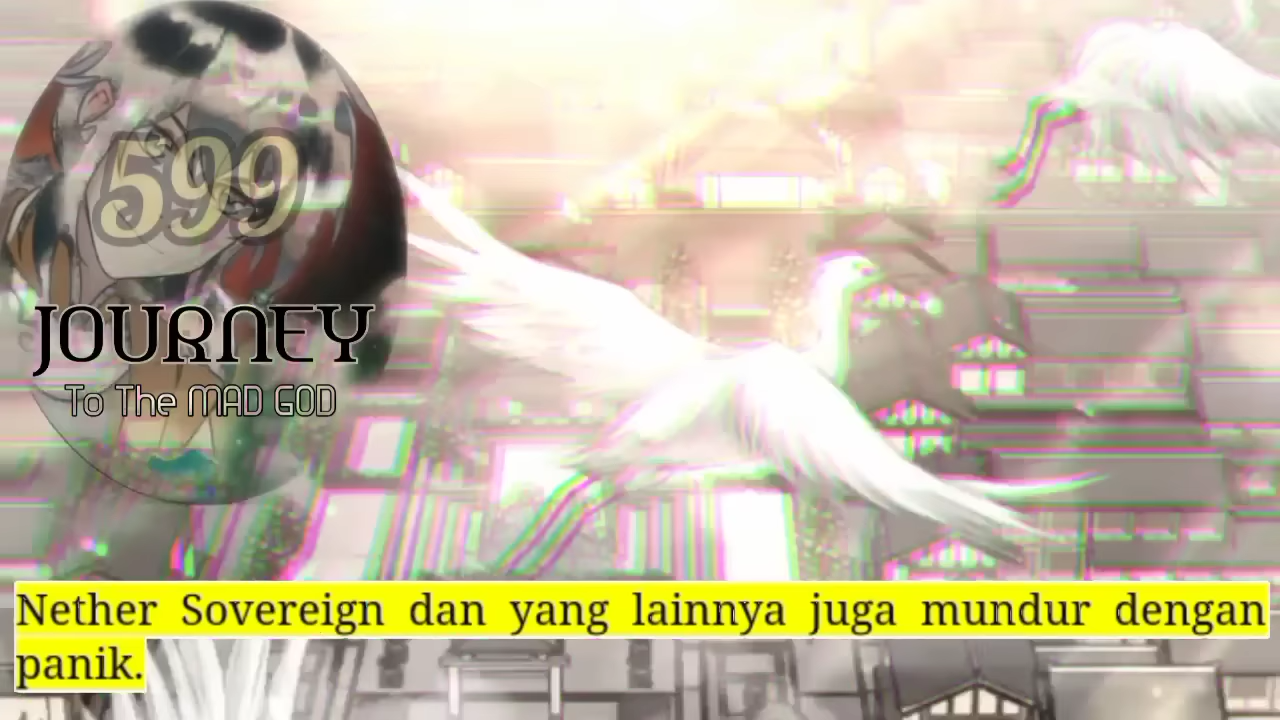 599
JOURNEY
To The MAD GOD
Nether Sovereign dan yang lainnya juga mundur dengan
panik.